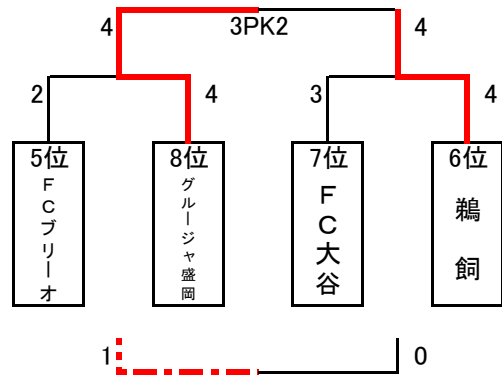 4 3PK2 4
2 4 3 4
5位 8位 7位 6位
FCブリーオ
グルージャ盛岡
FC大谷
鵜飼
1 0